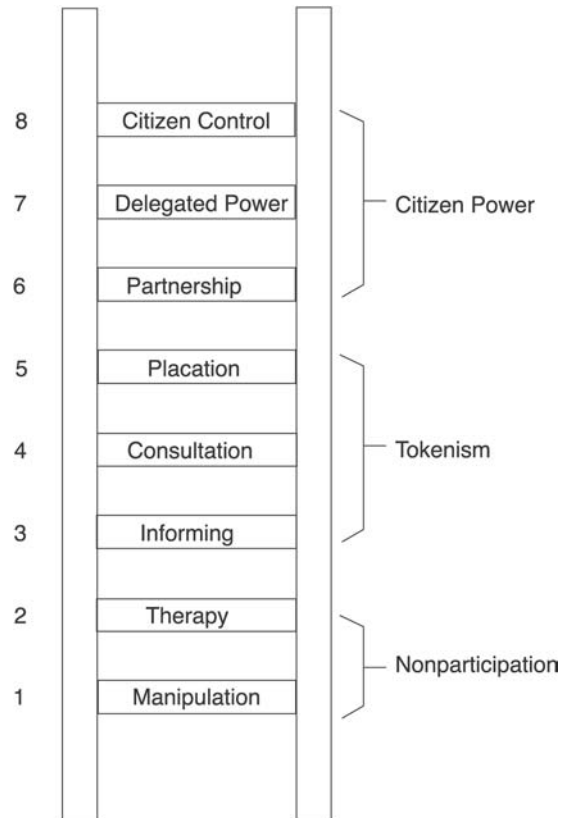 8 Citizen Control
7 Delegated Power Citizen Power
6 Partnership
5 Placation
4 Consultation Tokenism
3 Informing
2 Therapy
Nonparticipation
1 Manipulation